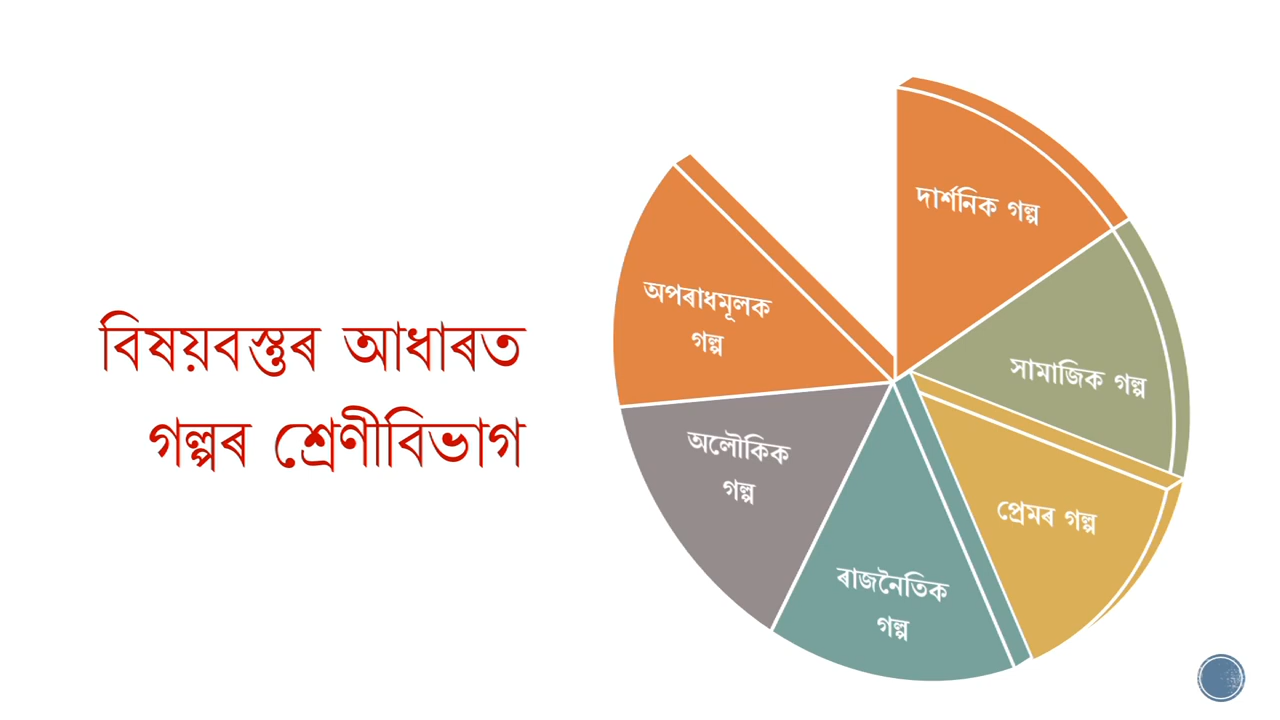 বিষয়বস্তুৰ আধাৰত
গল্পৰ শ্ৰেণীবিভাগ
দাৰ্শনিক গল্প
সামাজিক গল্প
প্ৰেমৰ গল্প
ৰাজনৈতিক
গল্প
অলৌকিক
গল্প
অপৰাধমূলক
গল্প